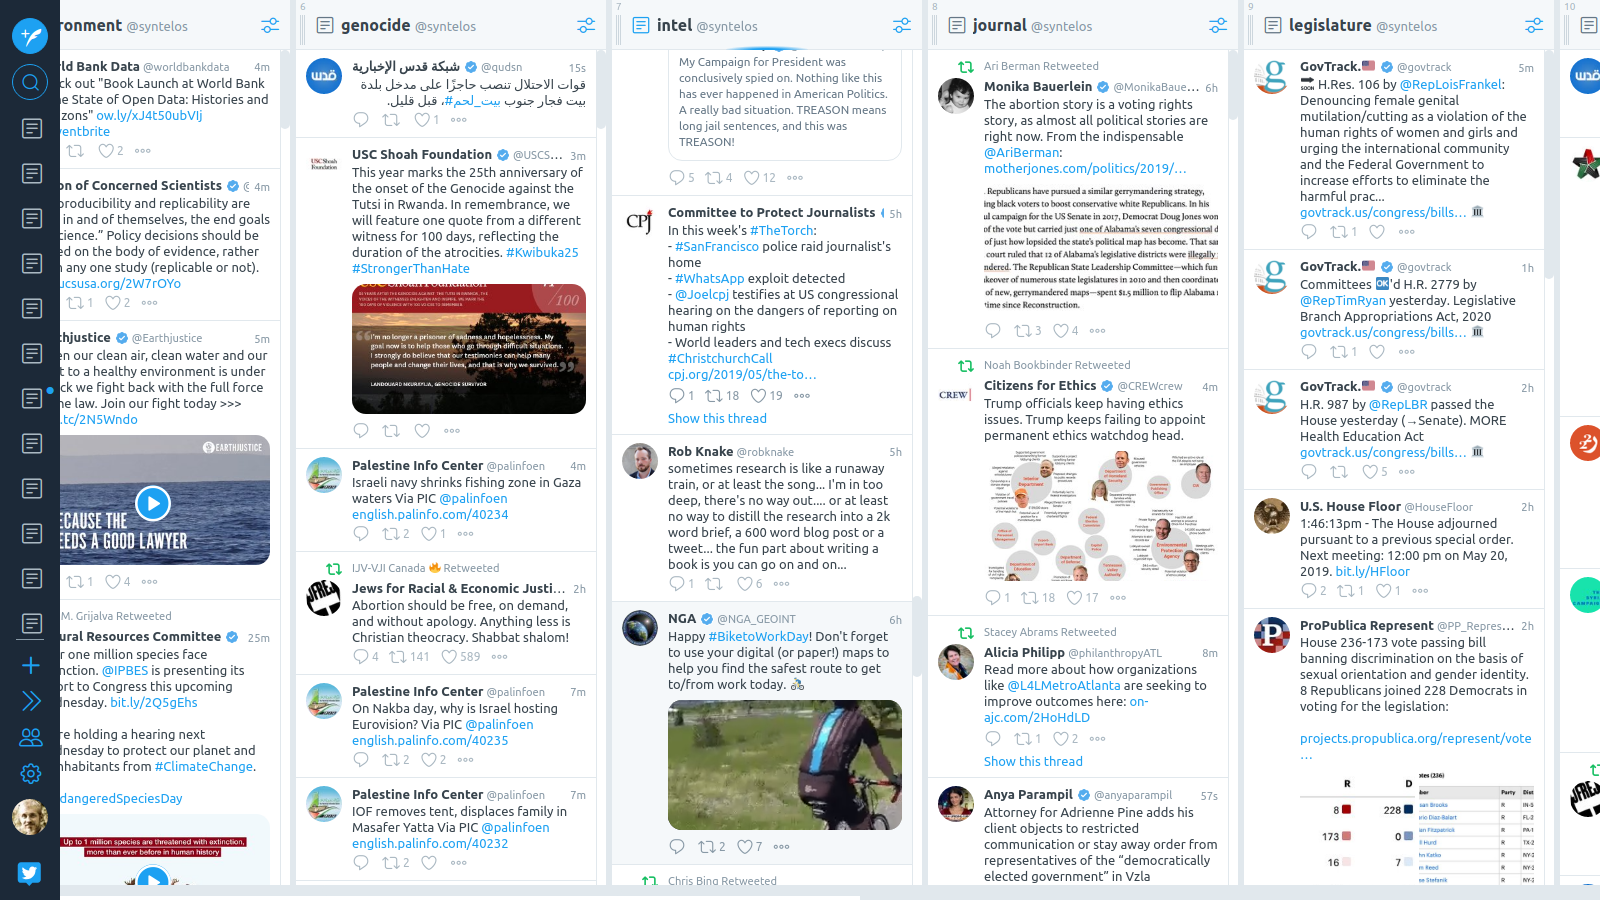 ronment @syntelos
ld Bank Data @worldbankdata 4m
ck out "Book Launch at World Bank
ne State of Open Data: Histories and
zons" ow.ly/xJ4t50ubVIj
ventbrite
2
on of Concerned Scientists 4m
producibility and replicability are
in and of themselves, the end goals
cience." Policy decisions should be
ed on the body of evidence, rather
n any one study (replicable or not).
ucsusa.org/2W7rOYo
1 2
thjustice @Earthjustice 5m
en our clean air, clean water and our
t to a healthy environment is under
ck we fight back with the full force
ne law. Join our fight today >>>
.tc/2N5Wndo
EARTHJUSTICE
ECAUSE THE
EEDS A GOOD LAWYER
1 4
M. Grijalva Retweeted
ural Resources Committee 25m
r one million species face
nction. @IPBES is presenting its
ort to Congress this upcoming
nesday. bit.ly/2Q5gEhs
re holding a hearing next
dnesday to protect our planet and
nhabitants from #ClimateChange.
dangeredSpeciesDay
Up to 1 million species are threatened with extinction,
more than ever before in human history
6
genocide @syntelos
شبكة قدس الإخبارية @qudsn 15s
قوات الاحتلال تنصب حاجزًا على مدخل بلدة
بيت فجار جنوب #بيت_لحم، قبل قليل.
1
USC Shoah Foundation @USCS... 3m
This year marks the 25th anniversary of
the onset of the Genocide against the
Tutsi in Rwanda. In remembrance, we
will feature one quote from a different
witness for 100 days, reflecting the
duration of the atrocities. #Kwibuka25
#StrongerThanHate
/100
I'm no longer a prisoner of sadness and hopelessness. My
goal now is to help those who go through difficult situations.
I strongly do believe that our testimonies can help many
people and change their lives, and that is why we survived.
LANDOUARD NKURAYIJA, GENOCIDE SURVIVOR
Palestine Info Center @palinfoen 4m
Israeli navy shrinks fishing zone in Gaza
waters Via PIC @palinfoen
english.palinfo.com/40234
2 1
IJV-VJI Canada 🔥 Retweeted
Jews for Racial & Economic Justi... 2h
Abortion should be free, on demand,
and without apology. Anything less is
Christian theocracy. Shabbat shalom!
4 141 589
Palestine Info Center @palinfoen 7m
On Nakba day, why is Israel hosting
Eurovision? Via PIC @palinfoen
english.palinfo.com/40235
2 2
Palestine Info Center @palinfoen 7m
IOF removes tent, displaces family in
Masafer Yatta Via PIC @palinfoen
english.palinfo.com/40232
2
7
intel @syntelos
My Campaign for President was
conclusively spied on. Nothing like this
has ever happened in American Politics.
A really bad situation. TREASON means
long jail sentences, and this was
TREASON!
5 4 12
CPJ
Committee to Protect Journalists 5h
In this week's #TheTorch:
- #SanFrancisco police raid journalist's
home
- #WhatsApp exploit detected
- @Joelcpj testifies at US congressional
hearing on the dangers of reporting on
human rights
- World leaders and tech execs discuss
#ChristchurchCall
cpj.org/2019/05/the-to...
1 18 19
Show this thread
Rob Knake @robknake 5h
sometimes research is like a runaway
train, or at least the song... I'm in too
deep, there's no way out.... or at least
no way to distill the research into a 2k
word brief, a 600 word blog post or a
tweet... the fun part about writing a
book is you can go on and on...
1 6
NGA @NGA_GEOINT 6h
Happy #BiketoWorkDay! Don't forget
to use your digital (or paper!) maps to
help you find the safest route to get
to/from work today. 🚴
2 7
Chris Bing Retweeted
8
journal @syntelos
Ari Berman Retweeted
Monika Bauerlein @MonikaBaue... 6h
The abortion story is a voting rights
story, as almost all political stories are
right now. From the indispensable
@AriBerman:
motherjones.com/politics/2019/...
Republicans have pursued a similar gerrymandering strategy,
ing black voters to boost conservative white Republicans. In his
ul campaign for the US Senate in 2017, Democrat Doug Jones won
of the vote but carried just one of Alabama's seven congressional d
of just how lopsided the state's political map has become. That sam
court ruled that 12 of Alabama's legislative districts were illegally
ndered. The Republican State Leadership Committee—which fun
akeover of numerous state legislatures in 2010 and then coordinate
of new, gerrymandered maps—spent $1.5 million to flip Alabama
ime since Reconstruction.
3 4
Noah Bookbinder Retweeted
CREW
Citizens for Ethics @CREWcrew 4m
Trump officials keep having ethics
issues. Trump keeps failing to appoint
permanent ethics watchdog head.
1 18 17
Stacey Abrams Retweeted
Alicia Philipp @philanthropyATL 8m
Read more about how organizations
like @L4LMetroAtlanta are seeking to
improve outcomes here: on-
ajc.com/2HoHdLD
1 2
Show this thread
Anya Parampil @anyaparampil 57s
Attorney for Adrienne Pine adds his
client objects to restricted
communication or stay away order from
representatives of the "democratically
elected government" in Vzla
9
legislature @syntelos
GovTrack.🇺🇸 @govtrack 5m
🔜 H.Res. 106 by @RepLoisFrankel:
Denouncing female genital
mutilation/cutting as a violation of the
human rights of women and girls and
urging the international community
and the Federal Government to
increase efforts to eliminate the
harmful prac...
govtrack.us/congress/bills... 🏛
1
GovTrack.🇺🇸 @govtrack 1h
Committees 🆗'd H.R. 2779 by
@RepTimRyan yesterday. Legislative
Branch Appropriations Act, 2020
govtrack.us/congress/bills... 🏛
1
GovTrack.🇺🇸 @govtrack 2h
H.R. 987 by @RepLBR passed the
House yesterday (→Senate). MORE
Health Education Act
govtrack.us/congress/bills... 🏛
5
U.S. House Floor @HouseFloor 2h
1:46:13pm - The House adjourned
pursuant to a previous special order.
Next meeting: 12:00 pm on May 20,
2019. bit.ly/HFloor
2 1 1
ProPublica Represent @PP_Repres... 2h
House 236-173 vote passing bill
banning discrimination on the basis of
sexual orientation and gender identity.
8 Republicans joined 228 Democrats in
voting for the legislation:
projects.propublica.org/represent/vote
...
R D
8 228
173 0
16 7
Party
10